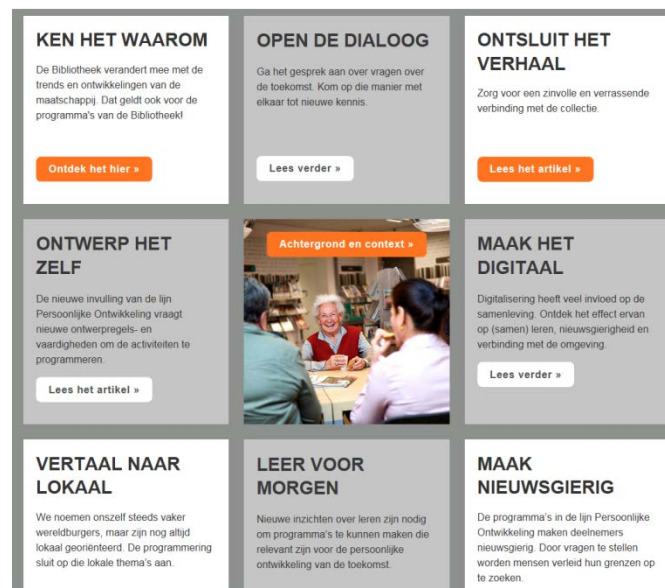 KEN HET WAAROM
De Bibliotheek verandert mee met de
trends en ontwikkelingen van de
maatschappij. Dat geldt ook voor de
programma's van de Bibliotheek!
Ontdek het hier »
OPEN DE DIALOOG
Ga het gesprek aan over vragen over
de toekomst. Kom op die manier met
elkaar tot nieuwe kennis.
Lees verder »
ONTSLUIT HET
VERHAAL
Zorg voor een zinvolle en verrassende
verbinding met de collectie.
Lees het artikel »
ONTWERP HET
ZELF
De nieuwe invulling van de lijn
Persoonlijke Ontwikkeling vraagt
nieuwe ontwerpregels- en
vaardigheden om de activiteiten te
programmeren.
Lees het artikel »
Achtergrond en context »
MAAK HET
DIGITAAL
Digitalisering heeft veel invloed op de
samenleving. Ontdek het effect ervan
op (samen) leren, nieuwsgierigheid en
verbinding met de omgeving.
Lees verder »
VERTAAL NAAR
LOKAAL
We noemen onszelf steeds vaker
wereldburgers, maar zijn nog altijd
lokaal georiënteerd. De programmering
sluit op die lokale thema's aan.
LEER VOOR
MORGEN
Nieuwe inzichten over leren zijn nodig
om programma's te kunnen maken die
relevant zijn voor de persoonlijke
ontwikkeling van de toekomst.
MAAK
NIEUWSGIERIG
De programma's in de lijn Persoonlijke
Ontwikkeling maken deelnemers
nieuwsgierig. Door vragen te stellen
worden mensen verleid hun grenzen op
te zoeken.